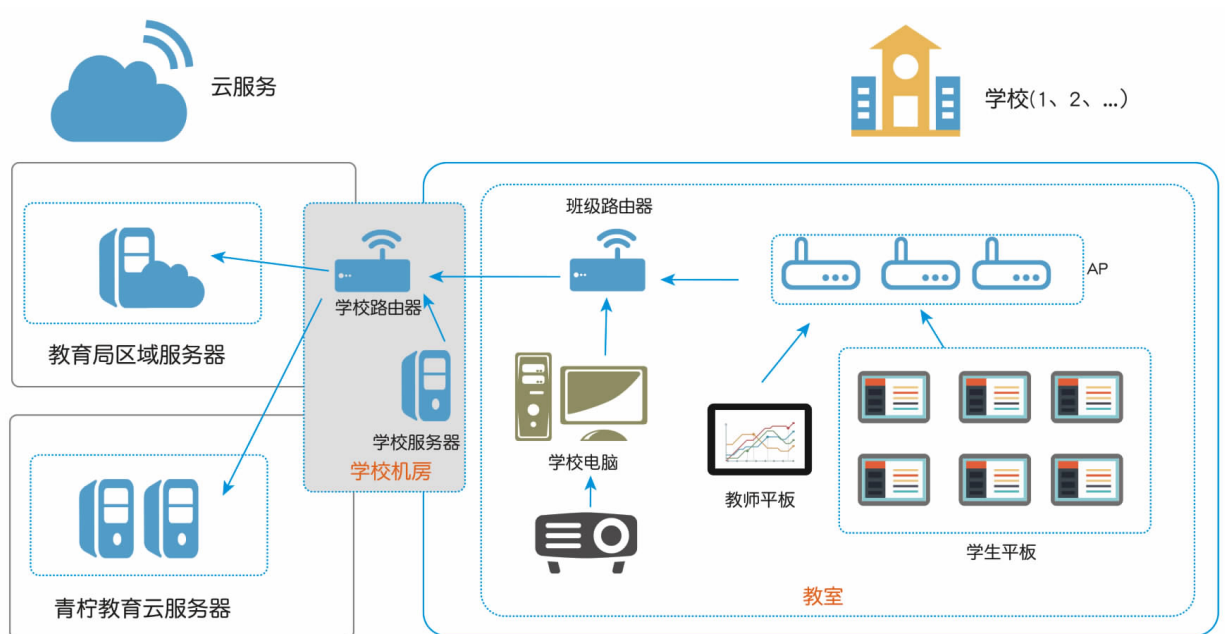 云服务
学校(1、2、...)
班级路由器
AP
学校路由器
教育局区域服务器
学校服务器
学校机房
学校电脑
教师平板
学生平板
教室
青柠教育云服务器